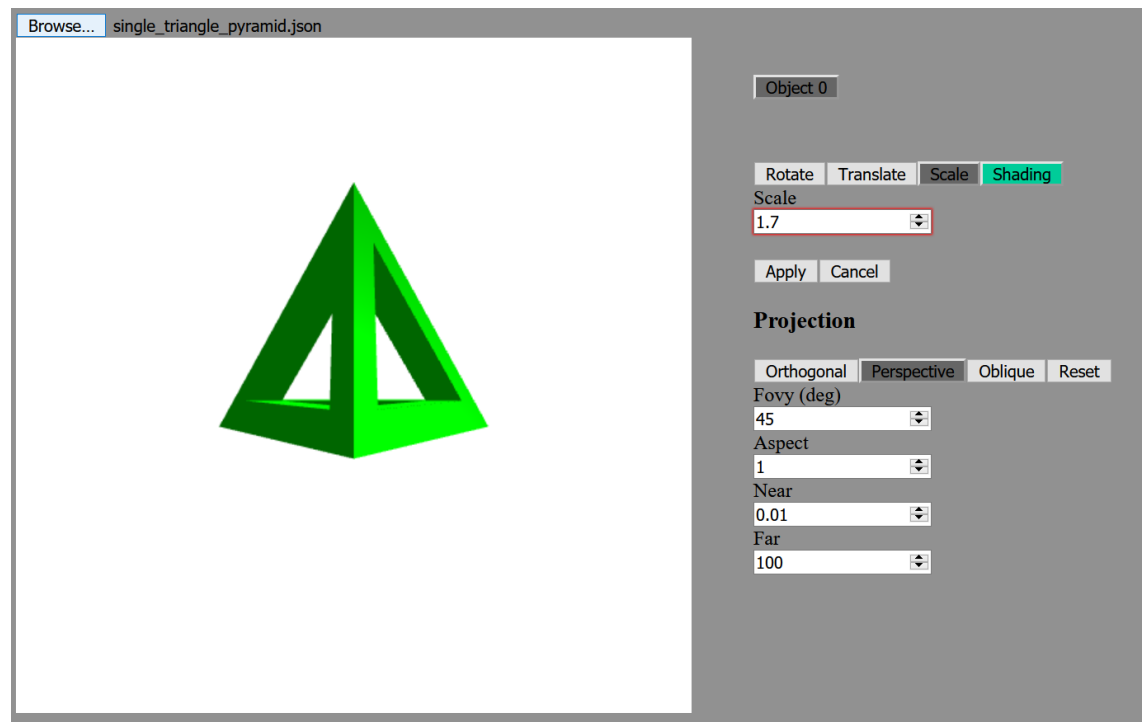 Browse... single_triangle_pyramid.json
Object 0
Rotate Translate Scale Shading
Scale
1.7
Apply Cancel
Projection
Orthogonal Perspective Oblique Reset
Fovy (deg)
45
Aspect
1
Near
0.01
Far
100